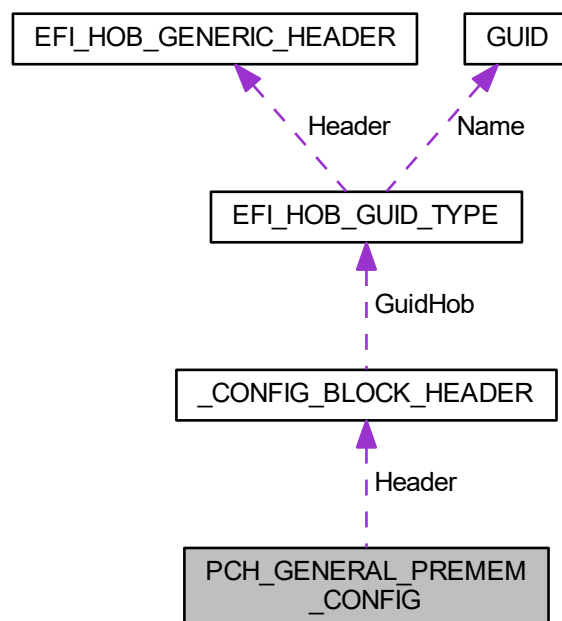 EFI_HOB_GENERIC_HEADER
GUID
Header
Name
EFI_HOB_GUID_TYPE
GuidHob
_CONFIG_BLOCK_HEADER
Header
PCH_GENERAL_PREMEM
_CONFIG